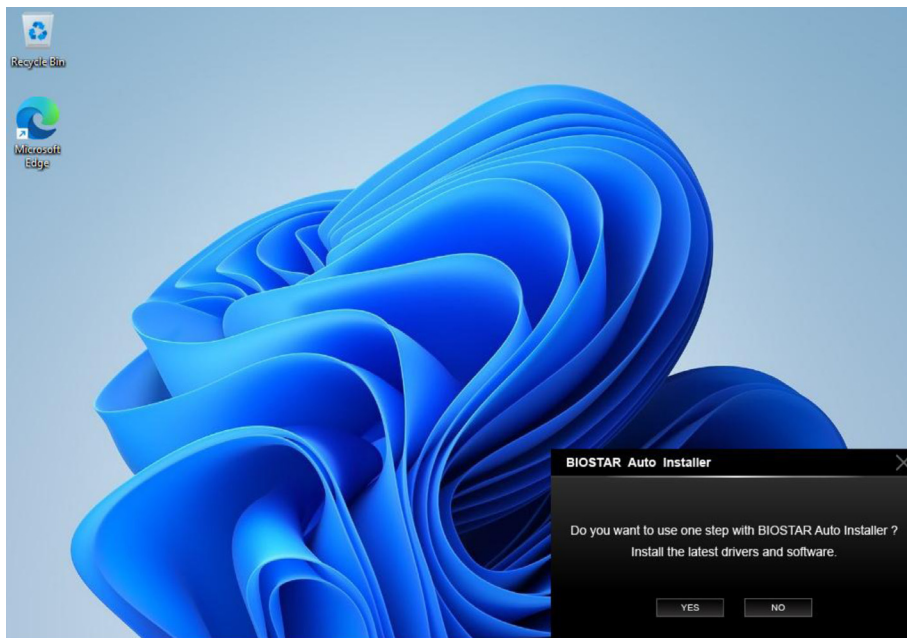 Recycle Bin
Microsoft
Edge
BIOSTAR Auto Installer
Do you want to use one step with BIOSTAR Auto Installer ?
Install the latest drivers and software.
YES
NO